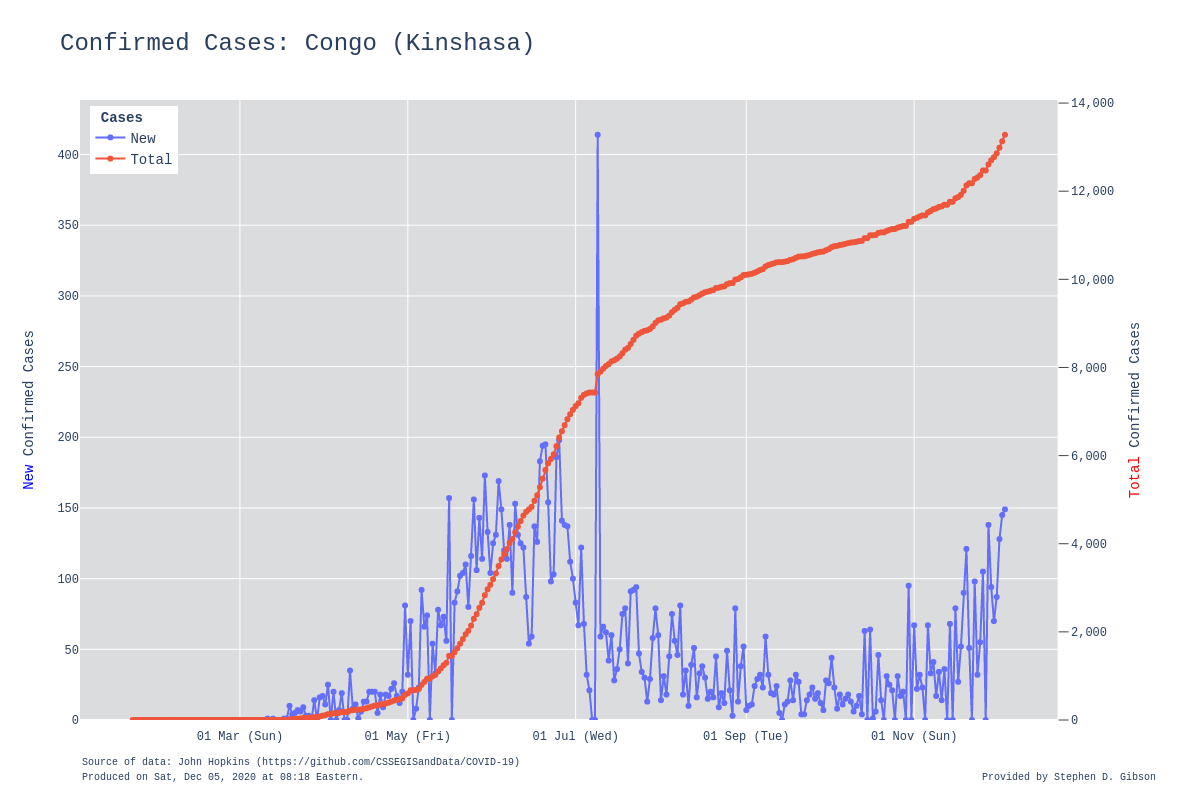 Confirmed Cases: Congo (Kinshasa)
Cases
New
Total
400
350
300
250
200
150
100
50
0
New Confirmed Cases
14,000
12,000
10,000
8,000
6,000
4,000
2,000
0
Total Confirmed Cases
01 Mar (Sun)
01 May (Fri)
01 Jul (Wed)
01 Sep (Tue)
01 Nov (Sun)
Source of data: John Hopkins (https://github.com/CSSEGISandData/COVID-19)
Produced on Sat, Dec 05, 2020 at 08:18 Eastern.
Provided by Stephen D. Gibson